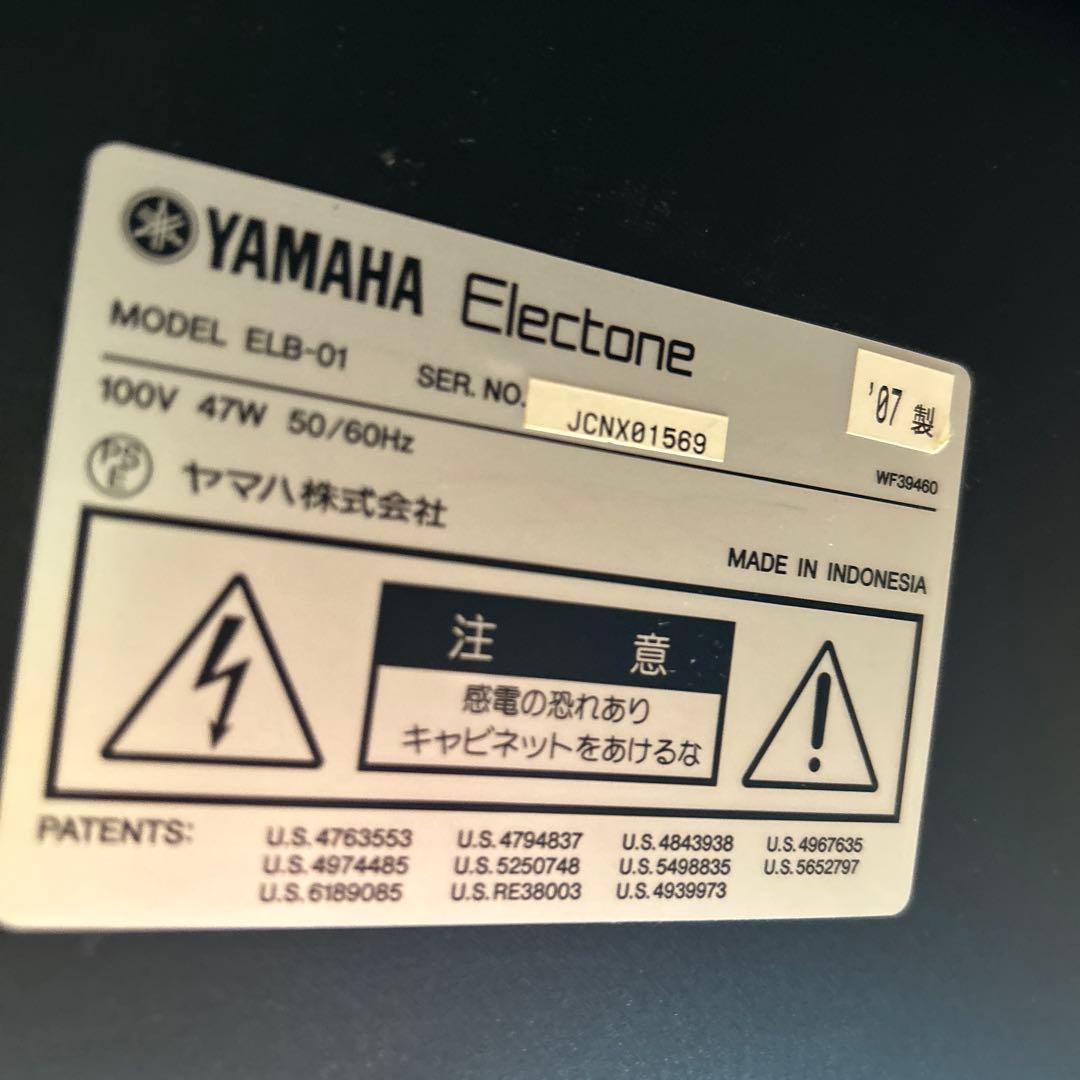 YAMAHA Electone
MODEL ELB-01
SER. NO. JCNX01569
'07 製
100V 47W 50/60Hz
WF39460
PSE ヤマハ株式会社
MADE IN INDONESIA
注意
感電の恐れあり
キャビネットをあけるな
PATENTS: U.S.4763553 U.S.4794837 U.S.4843938 U.S.4967635
U.S.4974485 U.S.5250748 U.S.5498835 U.S.5652797
U.S.6189085 U.S.RE38003 U.S.4939973